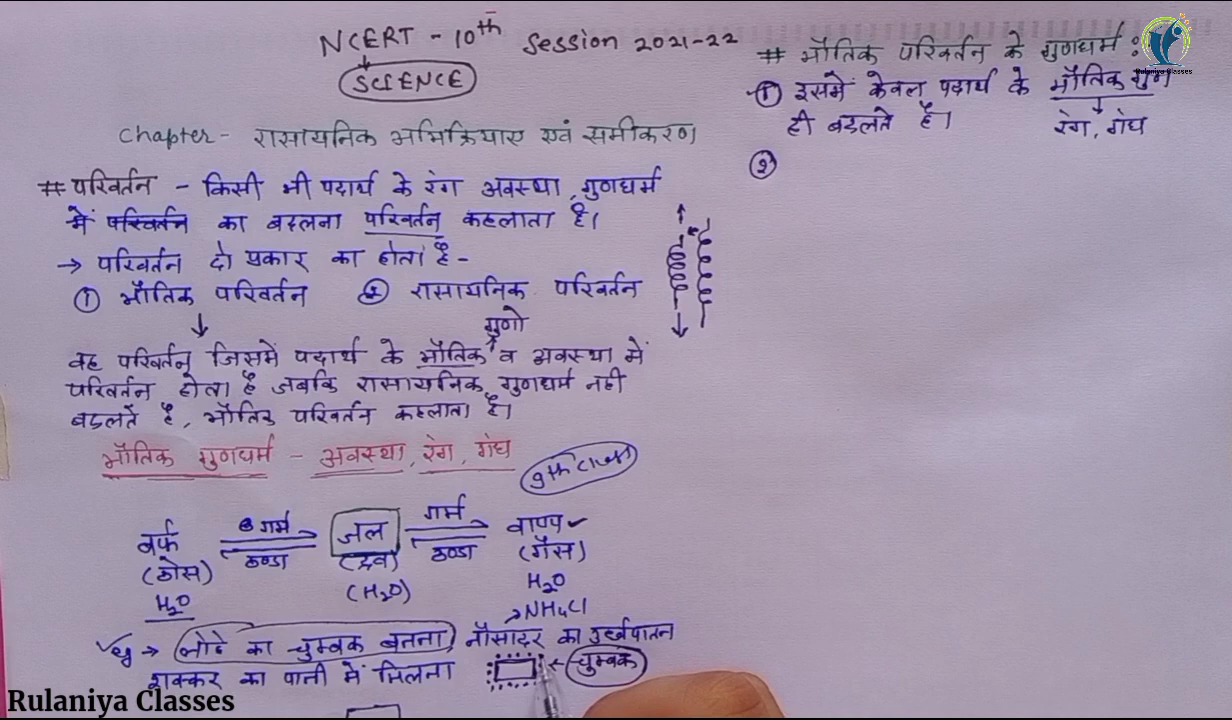 NCERT - 10th Session 2021-22
SCIENCE
Chapter - रासायनिक अभिक्रियाए एवं समीकरण
# परिवर्तन - किसी भी पदार्थ के रंग अवस्था, गुणधर्म
में परिवर्तन का बदलना परिवर्तन कहलाता है।
→ परिवर्तन दो प्रकार का होता है -
① भौतिक परिवर्तन ② रासायनिक परिवर्तन
↓
गुणो
वह परिवर्तन जिसमें पदार्थ के भौतिक व अवस्था में
परिवर्तन होता है जबकि रासायनिक गुणधर्म नही
बदलते है, भौतिक परिवर्तन कहलाता है।
भौतिक गुणधर्म - अवस्था, रंग, गंध
9th class
बर्फ गर्म ठण्डा जल गर्म ठण्डा वाष्प
(ठोस) (द्रव) (गैस)
H₂O (H₂O) H₂O
NH₄Cl
→ लोहे का चुम्बक बनना, नौसादर का उर्ध्वपातन
शक्कर का पानी में मिलना ← चुम्बक
# भौतिक परिवर्तन के गुणधर्म :
① इसमें केवल पदार्थ के भौतिक गुण
ही बदलते है। रंग, गंध
②
Rulaniya Classes
Rulaniya Classes